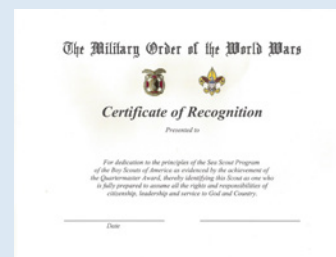 The Military Order of the World Wars
Certificate of Recognition
Presented to
For dedication to the principles of the Sea Scout Program
of the Boy Scouts of America as evidenced by the achievement of
the Quartermaster Award, thereby identifying this Scout as one who
is fully prepared to assume all the rights and responsibilities of
citizenship, leadership and service to God and Country.
Date